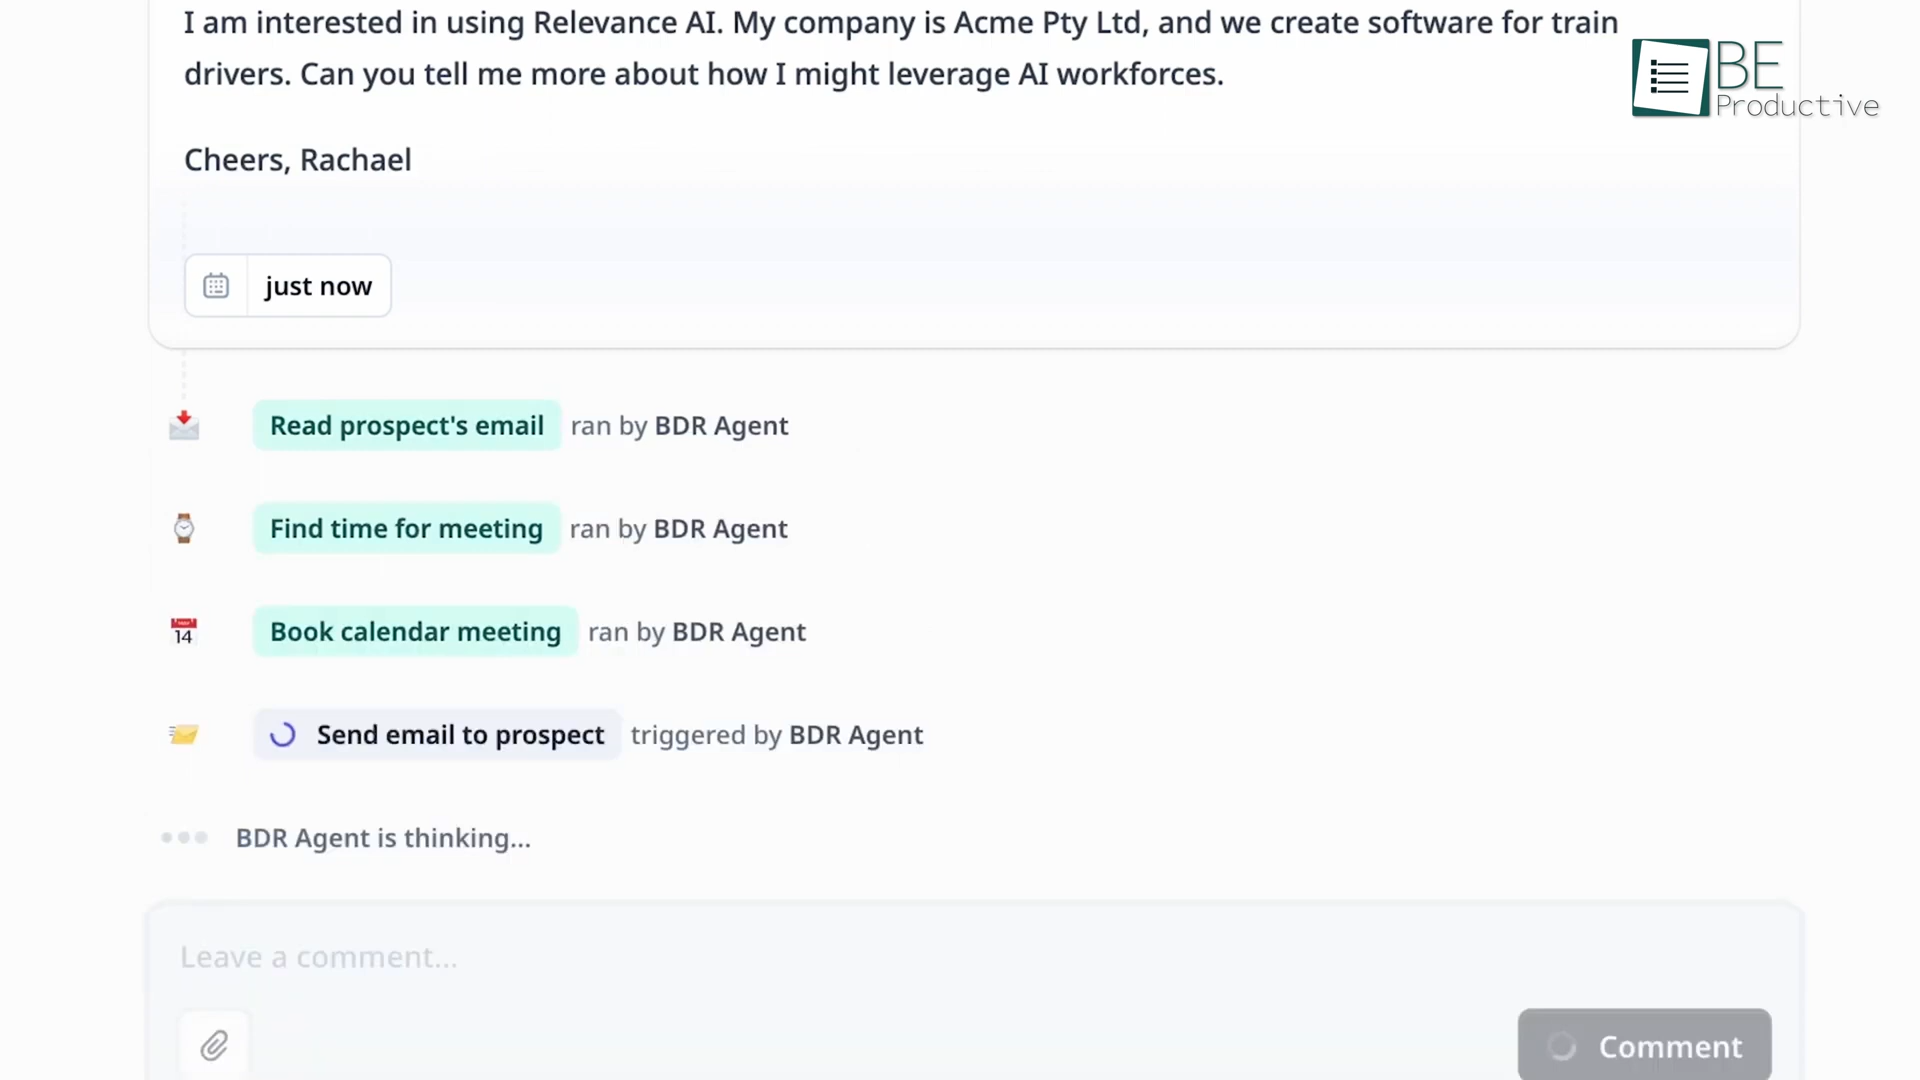 I am interested in using Relevance AI. My company is Acme Pty Ltd, and we create software for train
drivers. Can you tell me more about how I might leverage AI workforces.
BE
Productive
Cheers, Rachael
just now
Read prospect's email ran by BDR Agent
Find time for meeting ran by BDR Agent
14
Book calendar meeting ran by BDR Agent
Send email to prospect triggered by BDR Agent
BDR Agent is thinking...
Leave a comment...
Comment